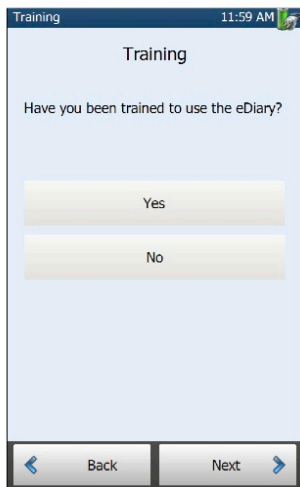 Training 11:59 AM
Training
Have you been trained to use the eDiary?
Yes
No
Back Next